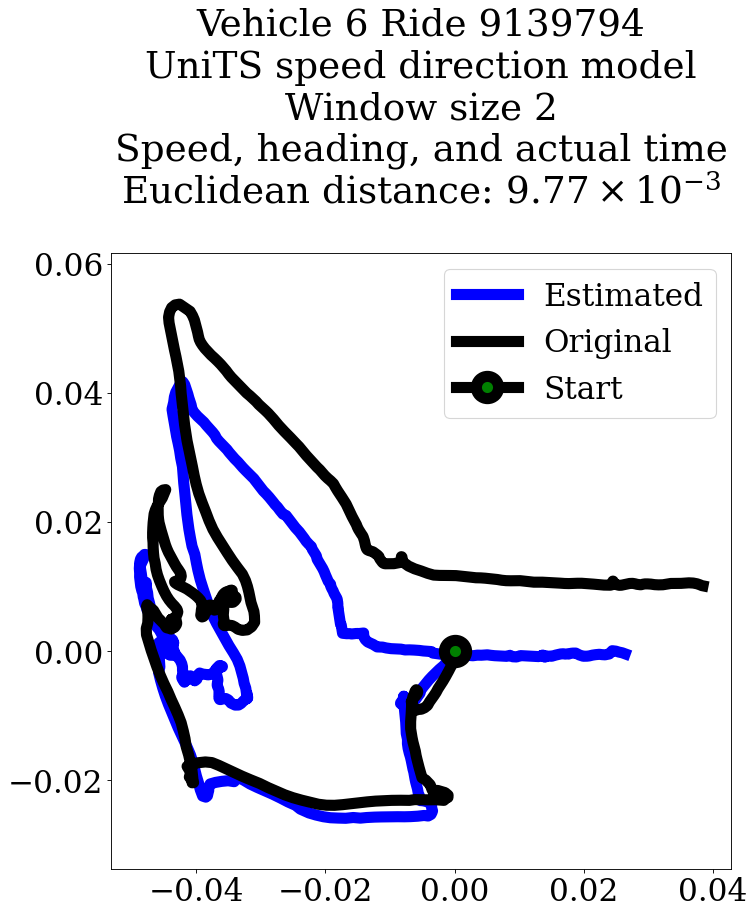 Vehicle 6 Ride 9139794
UniTS speed direction model
Window size 2
Speed, heading, and actual time
Euclidean distance: 9.77 × 10⁻³
0.06
Estimated
Original
Start
0.04
0.02
0.00
−0.02
−0.04 −0.02 0.00 0.02 0.04